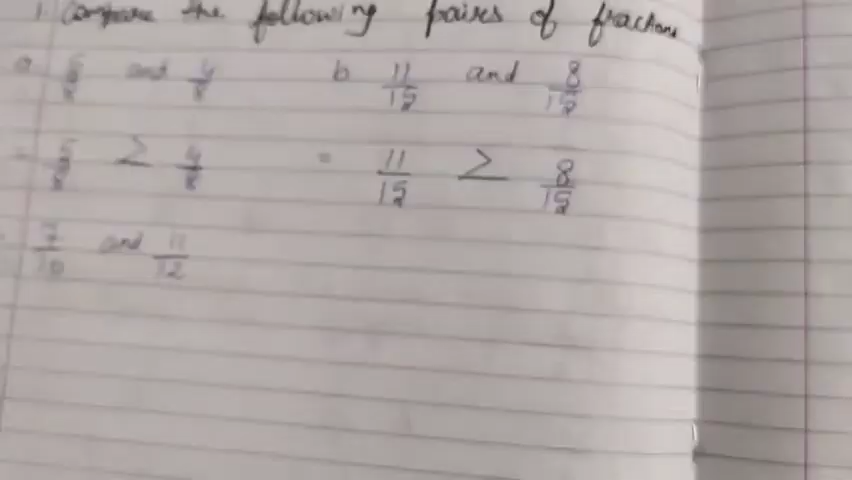 1. Compare the following pairs of fractions
a 5/8 and 4/8 b 11/15 and 8/15
= 5/8 > 4/8 = 11/15 > 8/15
7/10 and 11/12